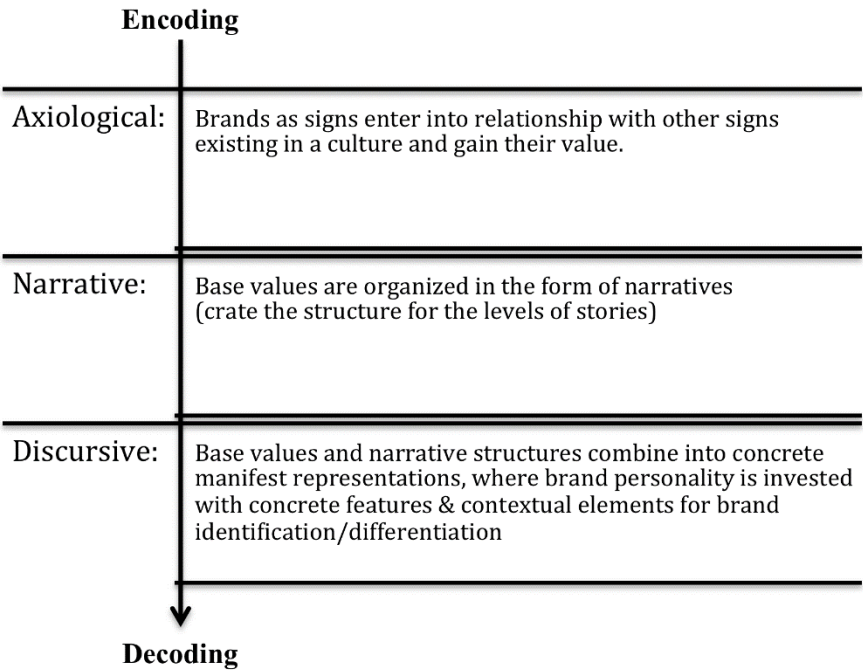 Encoding
Axiological:
Brands as signs enter into relationship with other signs
existing in a culture and gain their value.
Narrative:
Base values are organized in the form of narratives
(crate the structure for the levels of stories)
Discursive:
Base values and narrative structures combine into concrete
manifest representations, where brand personality is invested
with concrete features & contextual elements for brand
identification/differentiation
Decoding